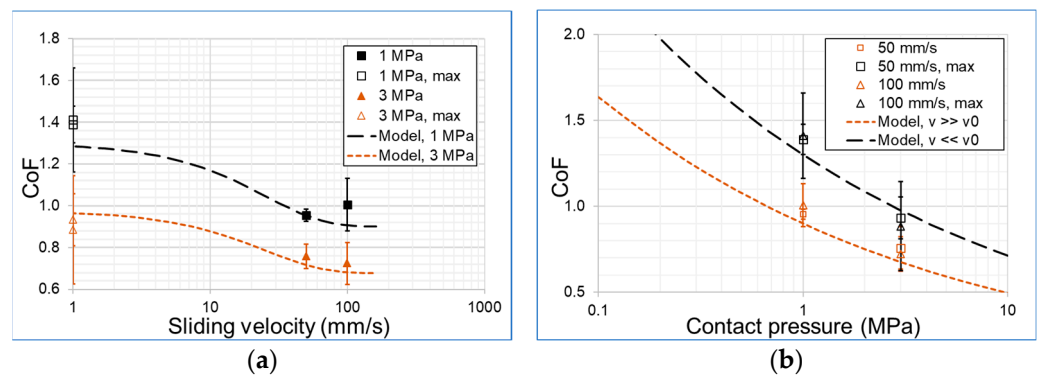 1.8
1.6
1.4
1.2
1.0
0.8
0.6
CoF
1
10
100
1000
Sliding velocity (mm/s)
1 MPa
1 MPa, max
3 MPa
3 MPa, max
Model, 1 MPa
Model, 3 MPa
(a)
2.0
1.5
1.0
0.5
CoF
0.1
1
10
Contact pressure (MPa)
50 mm/s
50 mm/s, max
100 mm/s
100 mm/s, max
Model, v >> v0
Model, v << v0
(b)